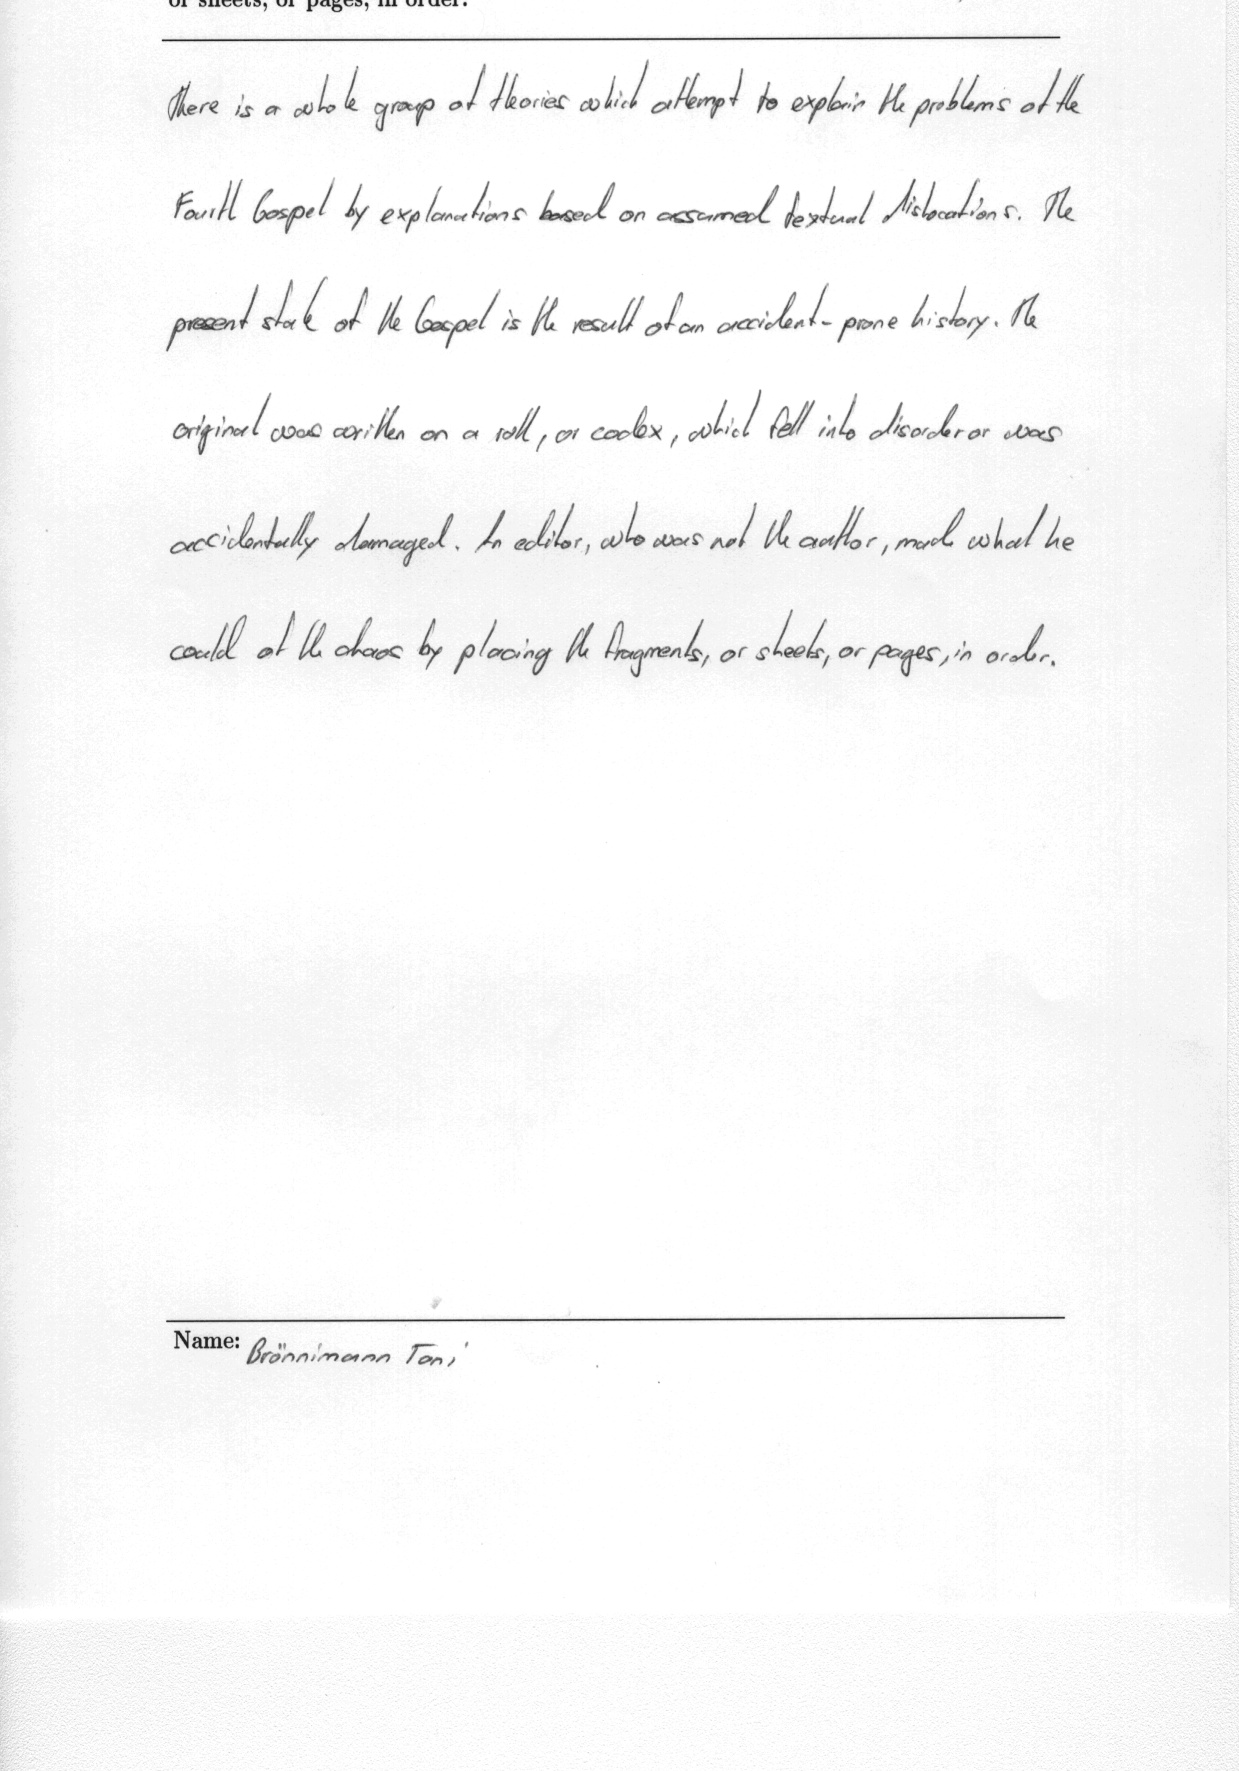 or sheets, or pages, in order.
There is a whole group of theories which attempt to explain the problems of the
Fourth Gospel by explanations based on assumed textual dislocations. The
present state of the Gospel is the result of an accident-prone history. The
original was written on a roll, or codex, which fell into disorder or was
accidentally damaged. An editor, who was not the author, made what he
could of the chaos by placing the fragments, or sheets, or pages, in order.
Name: Brönnimann Toni